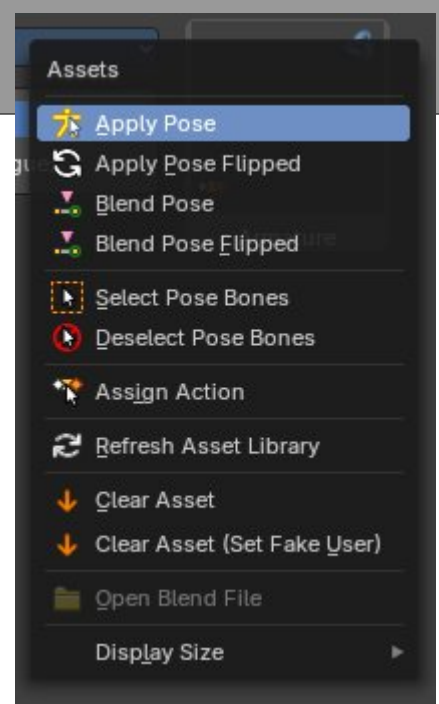 Assets
Apply Pose
Apply Pose Flipped
Blend Pose
Blend Pose Flipped
Select Pose Bones
Deselect Pose Bones
Assign Action
Refresh Asset Library
Clear Asset
Clear Asset (Set Fake User)
Open Blend File
Display Size